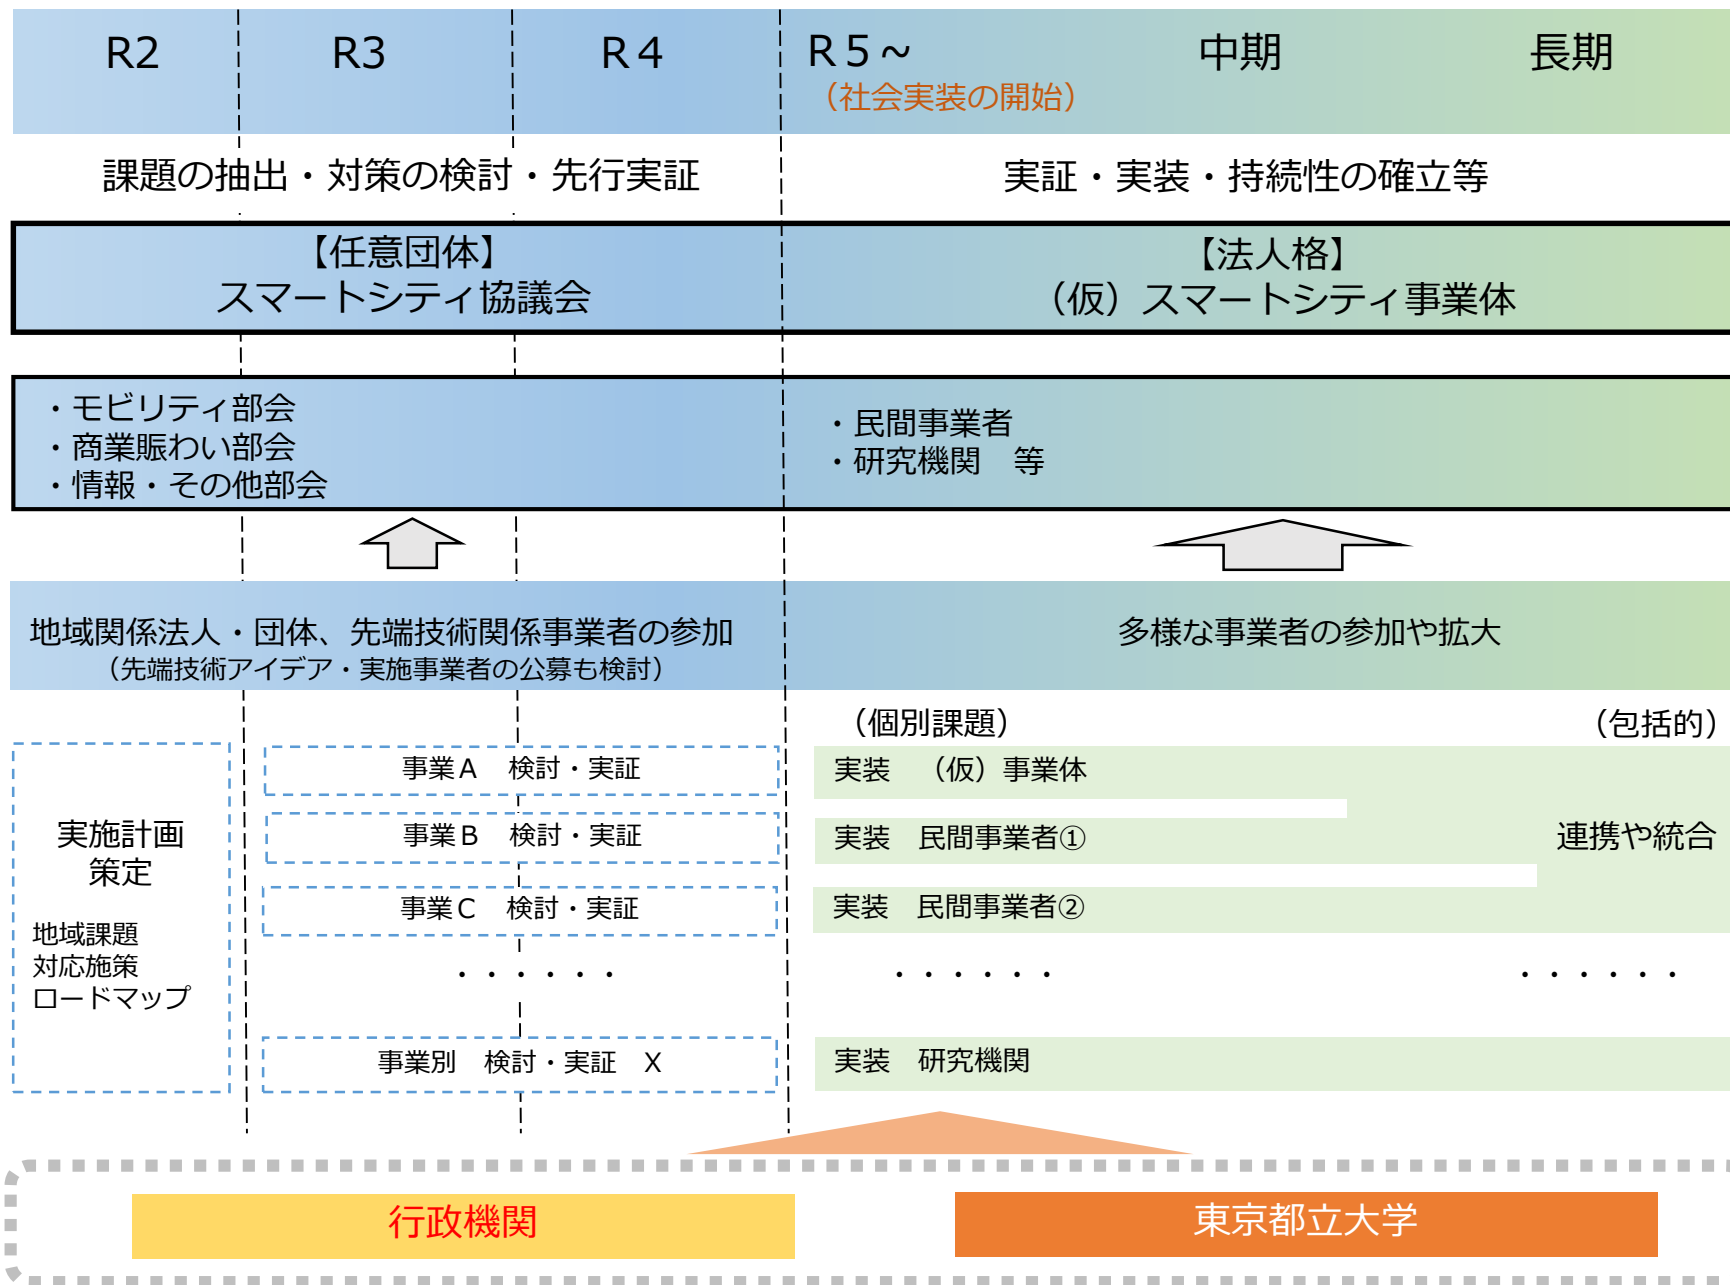 R2
R3
R４
R５～
中期
長期
（社会実装の開始）
課題の抽出・対策の検討・先行実証
実証・実装・持続性の確立等
【任意団体】
スマートシティ協議会
【法人格】
（仮）スマートシティ事業体
・モビリティ部会
・商業賑わい部会
・情報・その他部会
・民間事業者
・研究機関　等
地域関係法人・団体、先端技術関係事業者の参加
（先端技術アイデア・実施事業者の公募も検討）
多様な事業者の参加や拡大
（個別課題）
（包括的）
実施計画
策定
地域課題
対応施策
ロードマップ
事業Ａ　検討・実証
事業Ｂ　検討・実証
事業Ｃ　検討・実証
・・・・・・
事業別　検討・実証　X
実装　（仮）事業体
実装　民間事業者①
実装　民間事業者②
連携や統合
・・・・・・
・・・・・・
実装　研究機関
行政機関
東京都立大学